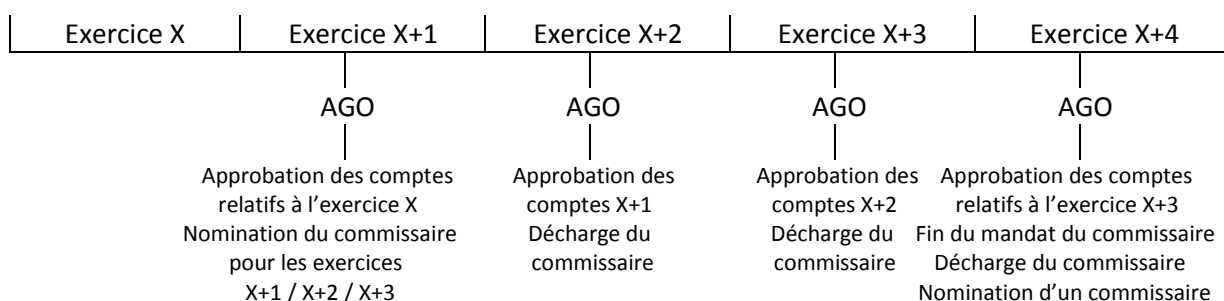 Exercice X
Exercice X+1
Exercice X+2
Exercice X+3
Exercice X+4
AGO
AGO
AGO
AGO
Approbation des comptes
relatifs à l’exercice X
Nomination du commissaire
pour les exercices
X+1 / X+2 / X+3
Approbation des
comptes X+1
Décharge du
commissaire
Approbation des
comptes X+2
Décharge du
commissaire
Approbation des comptes
relatifs à l’exercice X+3
Fin du mandat du commissaire
Décharge du commissaire
Nomination d’un commissaire